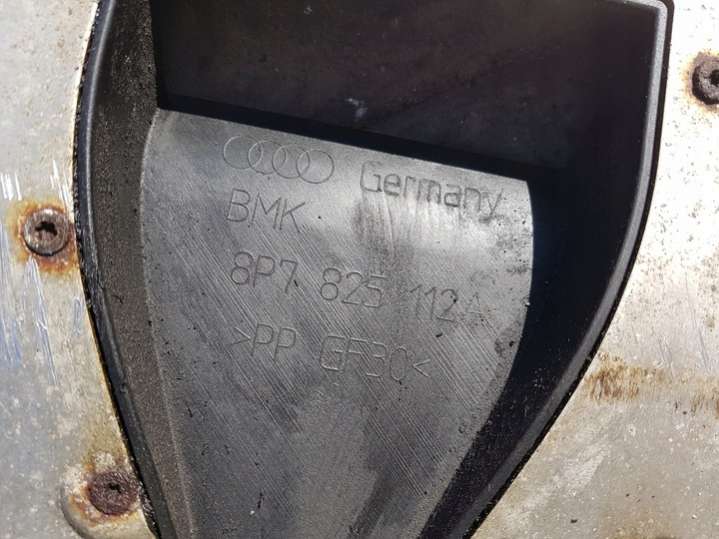 Germany
BMK
8P7 825 112A
>PP GF30<